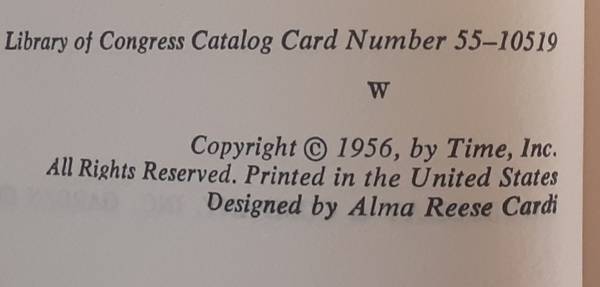 Library of Congress Catalog Card Number 55–10519
W
Copyright © 1956, by Time, Inc.
All Rights Reserved. Printed in the United States
Designed by Alma Reese Cardi